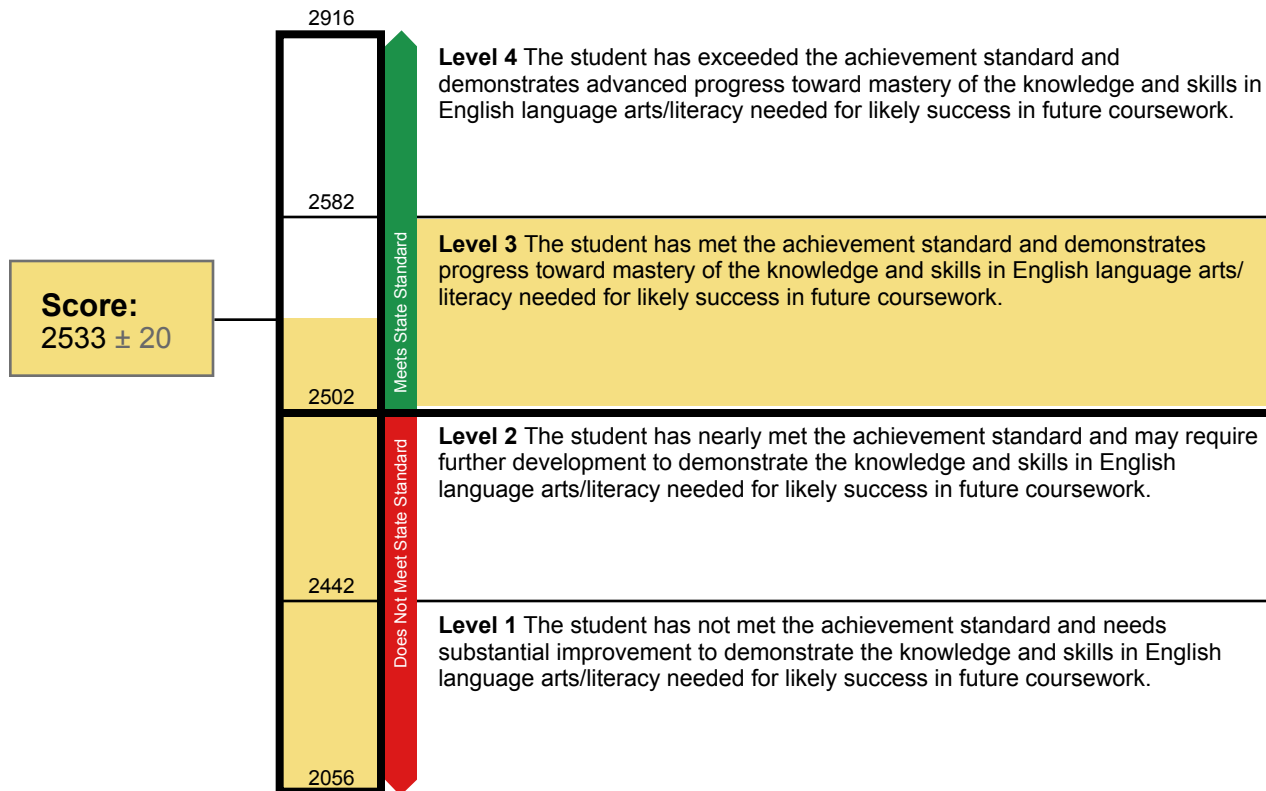 2916
Level 4 The student has exceeded the achievement standard and
demonstrates advanced progress toward mastery of the knowledge and skills in
English language arts/literacy needed for likely success in future coursework.
2582
Meets State Standard
Level 3 The student has met the achievement standard and demonstrates
progress toward mastery of the knowledge and skills in English language arts/
literacy needed for likely success in future coursework.
Score:
2533 ± 20
2502
Does Not Meet State Standard
Level 2 The student has nearly met the achievement standard and may require
further development to demonstrate the knowledge and skills in English
language arts/literacy needed for likely success in future coursework.
2442
Level 1 The student has not met the achievement standard and needs
substantial improvement to demonstrate the knowledge and skills in English
language arts/literacy needed for likely success in future coursework.
2056